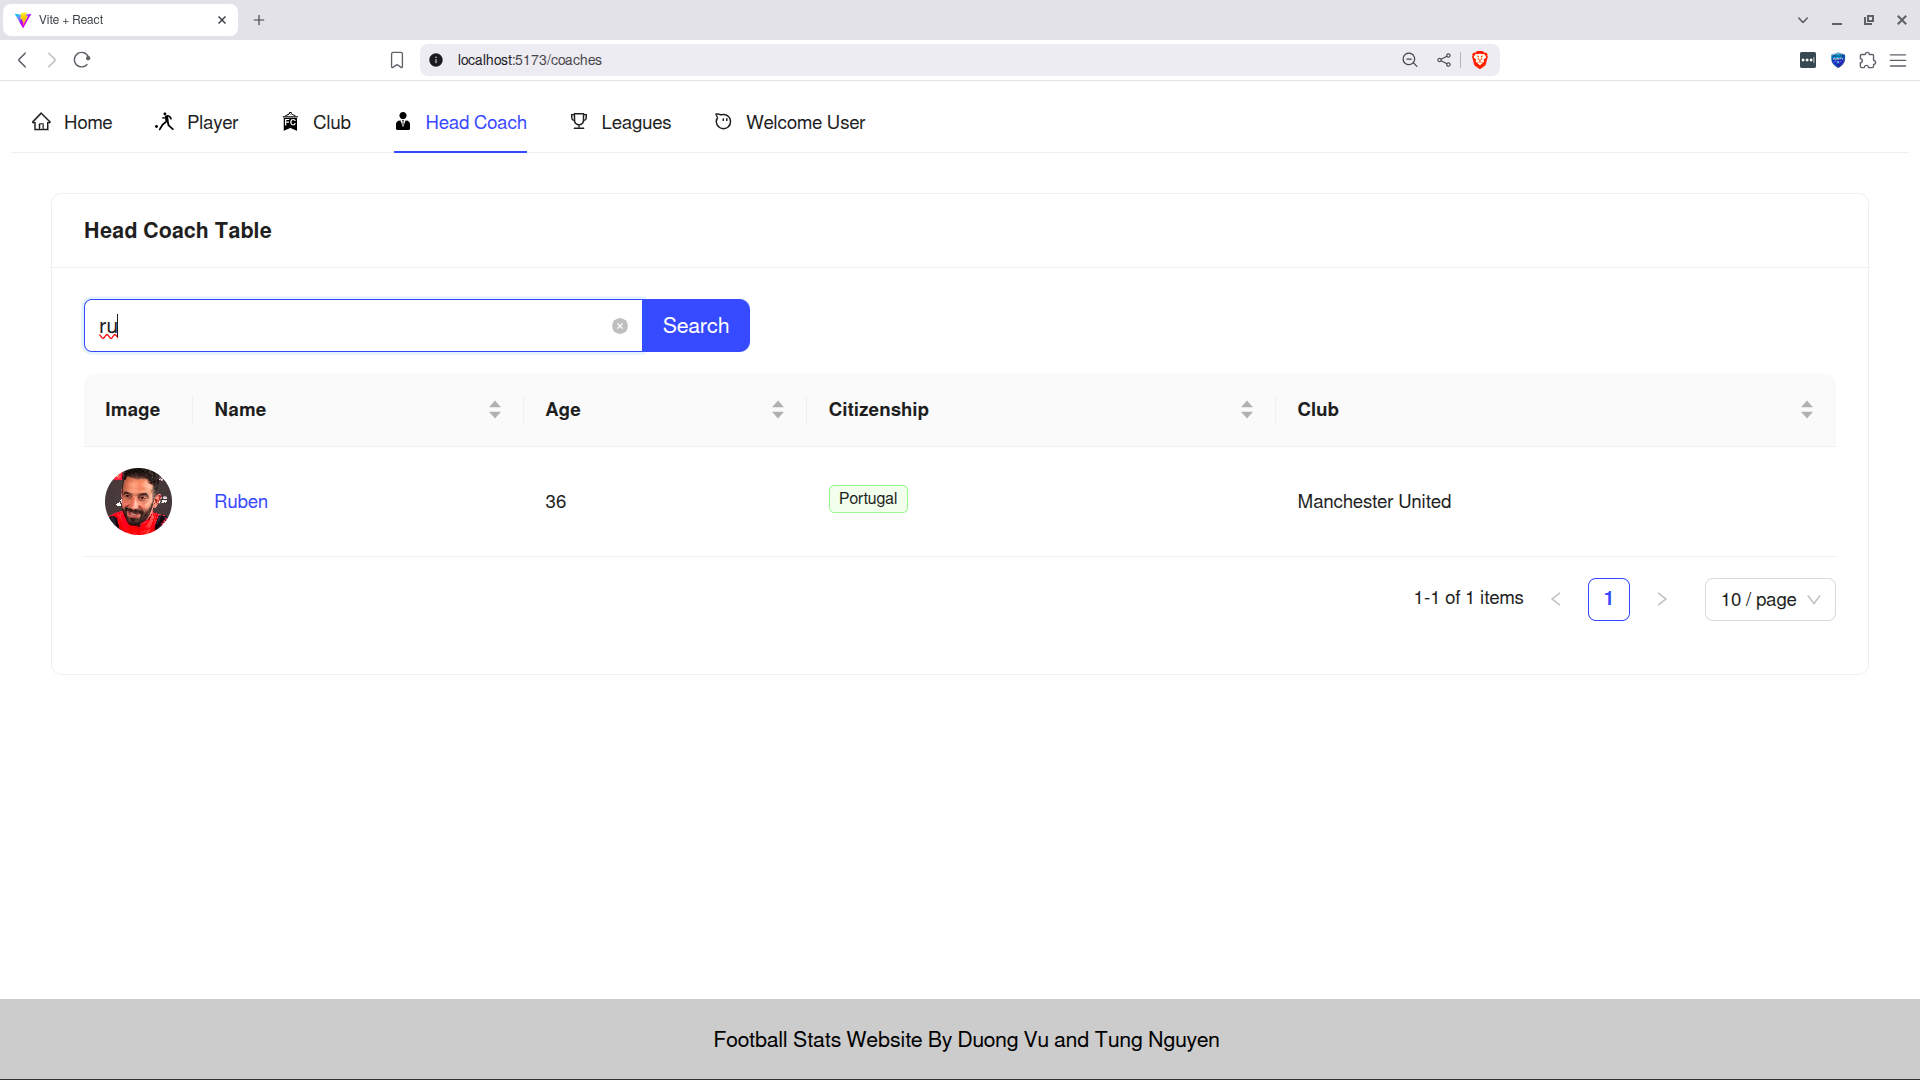 Vite + React
localhost:5173/coaches
Home Player Club Head Coach Leagues Welcome User
Head Coach Table
ru Search
Image Name Age Citizenship Club
Ruben 36 Portugal Manchester United
1-1 of 1 items 1 10 / page
Football Stats Website By Duong Vu and Tung Nguyen